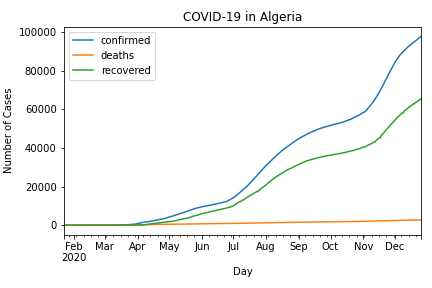 COVID-19 in Algeria
confirmed
deaths
recovered
100000
80000
60000
40000
20000
0
Number of Cases
Feb Mar Apr May Jun Jul Aug Sep Oct Nov Dec
2020
Day